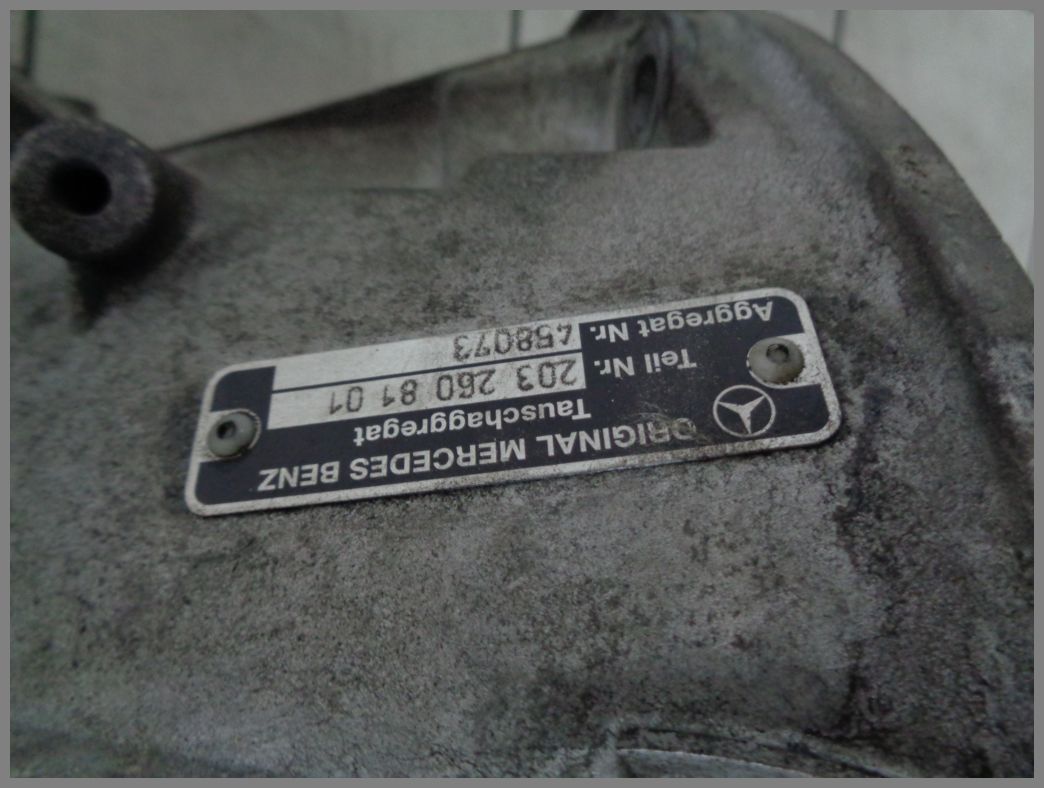 ORIGINAL MERCEDES BENZ
Tauschaggregat
Teil Nr. 203 260 81 01
Aggregat Nr. 458073